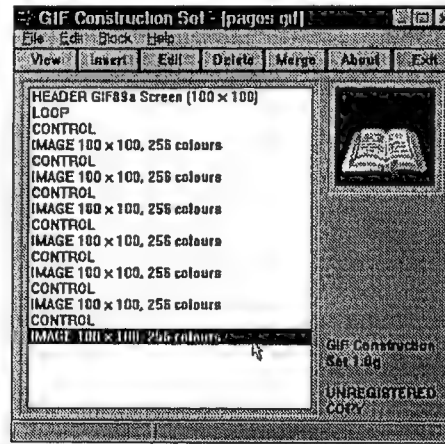 GIF Construction Set - [pages.gif]
File Edit Block Help
View Insert Edit Delete Merge About Exit
HEADER GIF89a Screen (100 x 100)
LOOP
CONTROL
IMAGE 100 x 100, 256 colours
CONTROL
IMAGE 100 x 100, 256 colours
CONTROL
IMAGE 100 x 100, 256 colours
CONTROL
IMAGE 100 x 100, 256 colours
CONTROL
IMAGE 100 x 100, 256 colours
CONTROL
IMAGE 100 x 100, 256 colours
CONTROL
IMAGE 100 x 100, 256 colours
GIF Construction
Set 1.0g
UNREGISTERED
COPY